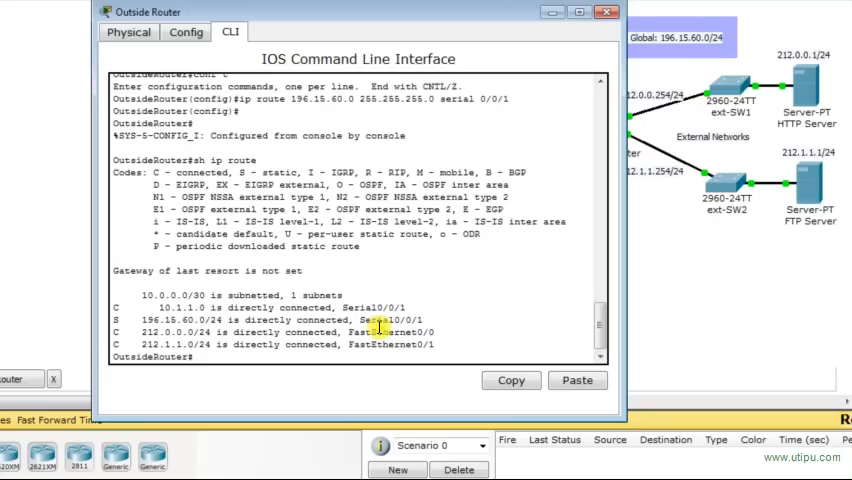 Outside Router
Physical Config CLI
IOS Command Line Interface
OutsideRouter#conf t
Enter configuration commands, one per line. End with CNTL/Z.
OutsideRouter(config)#ip route 196.15.60.0 255.255.255.0 serial 0/0/1
OutsideRouter(config)#
OutsideRouter#
%SYS-5-CONFIG_I: Configured from console by console
OutsideRouter#sh ip route
Codes: C - connected, S - static, I - IGRP, R - RIP, M - mobile, B - BGP
D - EIGRP, EX - EIGRP external, O - OSPF, IA - OSPF inter area
N1 - OSPF NSSA external type 1, N2 - OSPF NSSA external type 2
E1 - OSPF external type 1, E2 - OSPF external type 2, E - EGP
i - IS-IS, L1 - IS-IS level-1, L2 - IS-IS level-2, ia - IS-IS inter area
* - candidate default, U - per-user static route, o - ODR
P - periodic downloaded static route
Gateway of last resort is not set
10.0.0.0/30 is subnetted, 1 subnets
C 10.1.1.0 is directly connected, Serial0/0/1
S 196.15.60.0/24 is directly connected, Serial0/0/1
C 212.0.0.0/24 is directly connected, FastEthernet0/0
C 212.1.1.0/24 is directly connected, FastEthernet0/1
OutsideRouter#
Copy Paste
Global: 196.15.60.0/24
212.0.0.1/24
12.0.0.254/24
2960-24TT
ext-SW1
Server-PT
HTTP Server
External Networks
212.1.1.1/24
12.1.1.254/24
2960-24TT
ext-SW2
Server-PT
FTP Server
outer X
es Fast Forward Time
620XM 2621XM 2811 Generic Generic
Scenario 0
New Delete
Fire Last Status Source Destination Type Color Time (sec) Pe
www.utipu.com